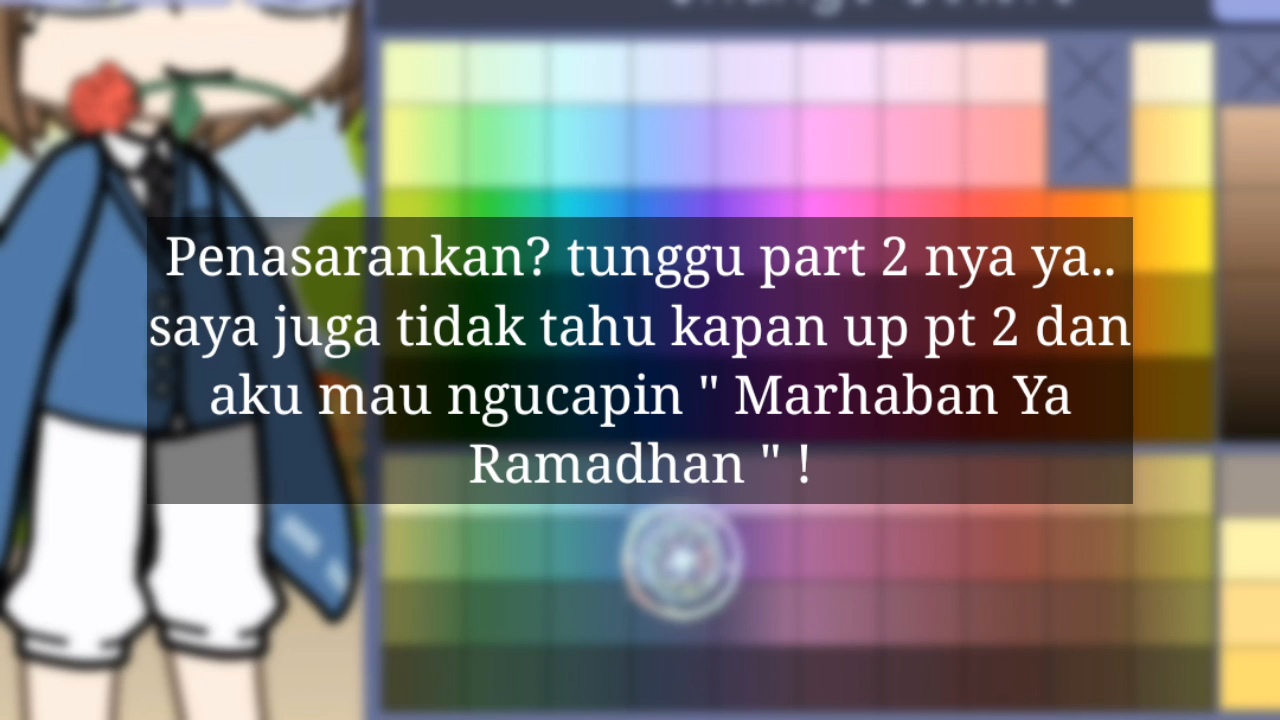 Penasarankan? tunggu part 2 nya ya..
saya juga tidak tahu kapan up pt 2 dan
aku mau ngucapin " Marhaban Ya
Ramadhan " !